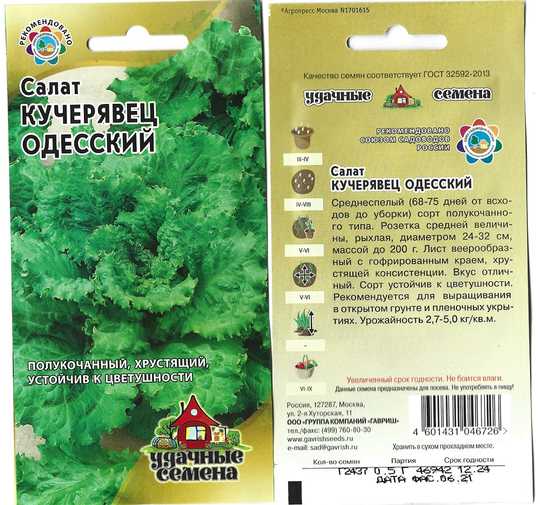 РЕКОМЕНДОВАНО
Салат
КУЧЕРЯВЕЦ
ОДЕССКИЙ
ПОЛУКОЧАННЫЙ, ХРУСТЯЩИЙ,
УСТОЙЧИВ К ЦВЕТУШНОСТИ
удачные
семена
*Агропресс Москва N1701615
Качество семян соответствует ГОСТ 32592-2013
удачные семена
РЕКОМЕНДОВАНО
СОЮЗОМ САДОВОДОВ
РОССИИ
III-IV
IV-VIII
V-VI
V-VI
-
VI-IX
Салат
КУЧЕРЯВЕЦ ОДЕССКИЙ
Среднеспелый (68-75 дней от всхо-
дов до уборки) сорт полукочанно-
го типа. Розетка средней величи-
ны, рыхлая, диаметром 24-32 см,
массой до 200 г. Лист веерообраз-
ный с гофрированным краем, хру-
стящей консистенции. Вкус отлич-
ный. Сорт устойчив к цветушности.
Рекомендуется для выращивания
в открытом грунте и пленочных укры-
тиях. Урожайность 2,7-5,0 кг/кв.м.
Увеличенный срок годности. Не боится влаги.
Данные семена предназначены для посева. Не употреблять в пищу!
Россия, 127287, Москва,
ул. 2-я Хуторская, 11
ООО «ГРУППА КОМПАНИЙ «ГАВРИШ»
тел./факс: (499) 760-80-30
www.gavrishseeds.ru
e-mail: sad@gavrish.ru
4 601431 046726 >
Хранить в сухом прохладном месте.
Кол-во семян Партия Срок годности
Г2437 0.5 Г 46942 12.24
ДАТА ФАС.06.21